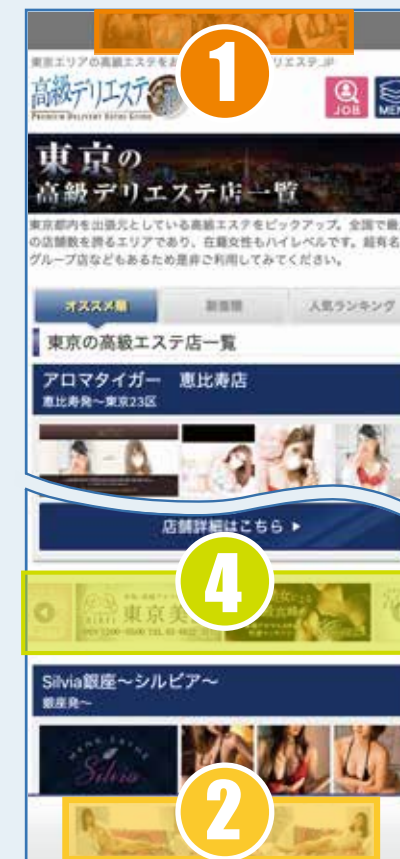 1
東京エリアの高級エステをお
リエステ.JP
高級デリエステ
PREMIUM DELIVERY ESTHE GUIDE
JOB
MEN
東京の
高級デリエステ店一覧
東京都内を出張元としている高級エステをピックアップ。全国で最
の店舗数を誇るエリアであり、在籍女性もハイレベルです。超有名
グループ店などもあるため是非ご利用してみてください。
オススメ順
新着順
人気ランキング
東京の高級エステ店一覧
アロマタイガー　恵比寿店
恵比寿発～東京23区
店舗詳細はこちら ▶
4
東京美
Silvia銀座～シルビア～
銀座発～
Silvia
2